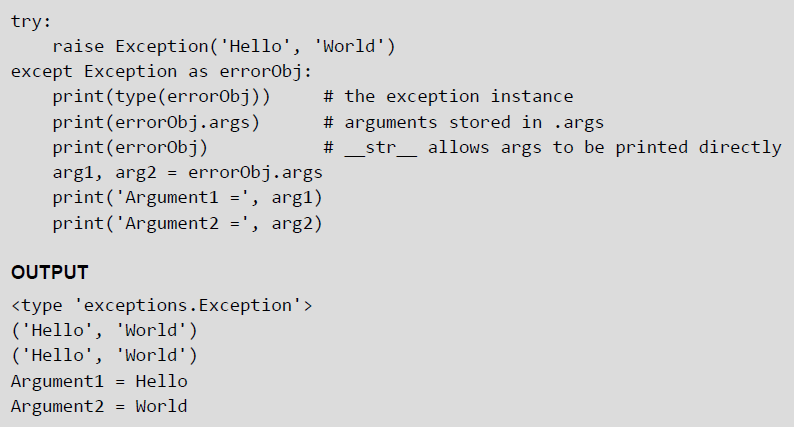 try:
    raise Exception('Hello', 'World')
except Exception as errorObj:
    print(type(errorObj))     # the exception instance
    print(errorObj.args)      # arguments stored in .args
    print(errorObj)           # __str__ allows args to be printed directly
    arg1, arg2 = errorObj.args
    print('Argument1 =', arg1)
    print('Argument2 =', arg2)
OUTPUT
<type 'exceptions.Exception'>
('Hello', 'World')
('Hello', 'World')
Argument1 = Hello
Argument2 = World